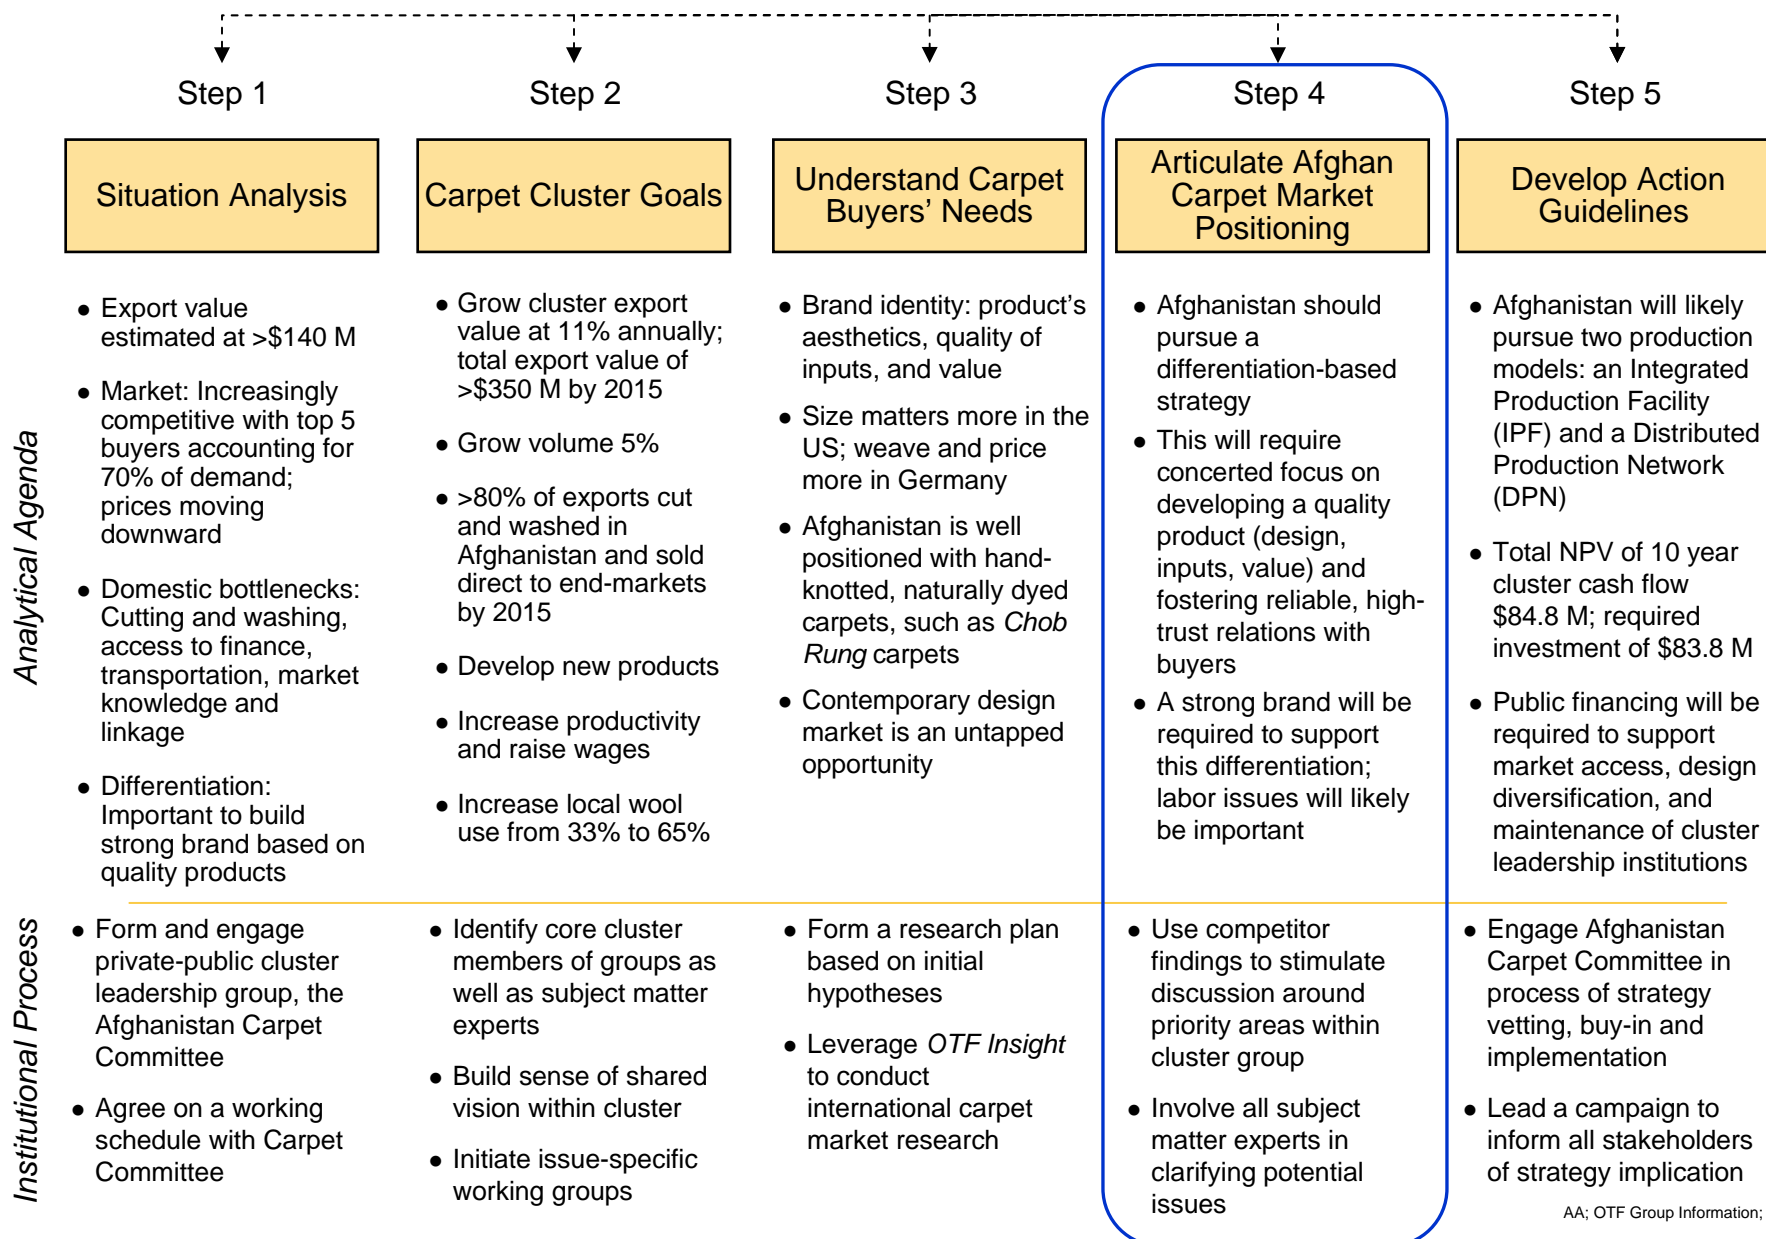 Step 1
Step 2
Step 3
Step 4
Step 5
Situation Analysis
Carpet Cluster Goals
Understand Carpet
Buyers’ Needs
Articulate Afghan
Carpet Market
Positioning
Develop Action
Guidelines
Analytical Agenda
● Export value
estimated at >$140 M
● Market: Increasingly
competitive with top 5
buyers accounting for
70% of demand;
prices moving
downward
● Domestic bottlenecks:
Cutting and washing,
access to finance,
transportation, market
knowledge and
linkage
● Differentiation:
Important to build
strong brand based on
quality products
● Grow cluster export
value at 11% annually;
total export value of
>$350 M by 2015
● Grow volume 5%
● >80% of exports cut
and washed in
Afghanistan and sold
direct to end-markets
by 2015
● Develop new products
● Increase productivity
and raise wages
● Increase local wool
use from 33% to 65%
● Brand identity: product’s
aesthetics, quality of
inputs, and value
● Size matters more in the
US; weave and price
more in Germany
● Afghanistan is well
positioned with hand-
knotted, naturally dyed
carpets, such as Chob
Rung carpets
● Contemporary design
market is an untapped
opportunity
● Afghanistan should
pursue a
differentiation-based
strategy
● This will require
concerted focus on
developing a quality
product (design,
inputs, value) and
fostering reliable, high-
trust relations with
buyers
● A strong brand will be
required to support
this differentiation;
labor issues will likely
be important
● Afghanistan will likely
pursue two production
models: an Integrated
Production Facility
(IPF) and a Distributed
Production Network
(DPN)
● Total NPV of 10 year
cluster cash flow
$84.8 M; required
investment of $83.8 M
● Public financing will be
required to support
market access, design
diversification, and
maintenance of cluster
leadership institutions
Institutional Process
● Form and engage
private-public cluster
leadership group, the
Afghanistan Carpet
Committee
● Agree on a working
schedule with Carpet
Committee
● Identify core cluster
members of groups as
well as subject matter
experts
● Build sense of shared
vision within cluster
● Initiate issue-specific
working groups
● Form a research plan
based on initial
hypotheses
● Leverage OTF Insight
to conduct
international carpet
market research
● Use competitor
findings to stimulate
discussion around
priority areas within
cluster group
● Involve all subject
matter experts in
clarifying potential
issues
● Engage Afghanistan
Carpet Committee in
process of strategy
vetting, buy-in and
implementation
● Lead a campaign to
inform all stakeholders
of strategy implication
AA; OTF Group Information;